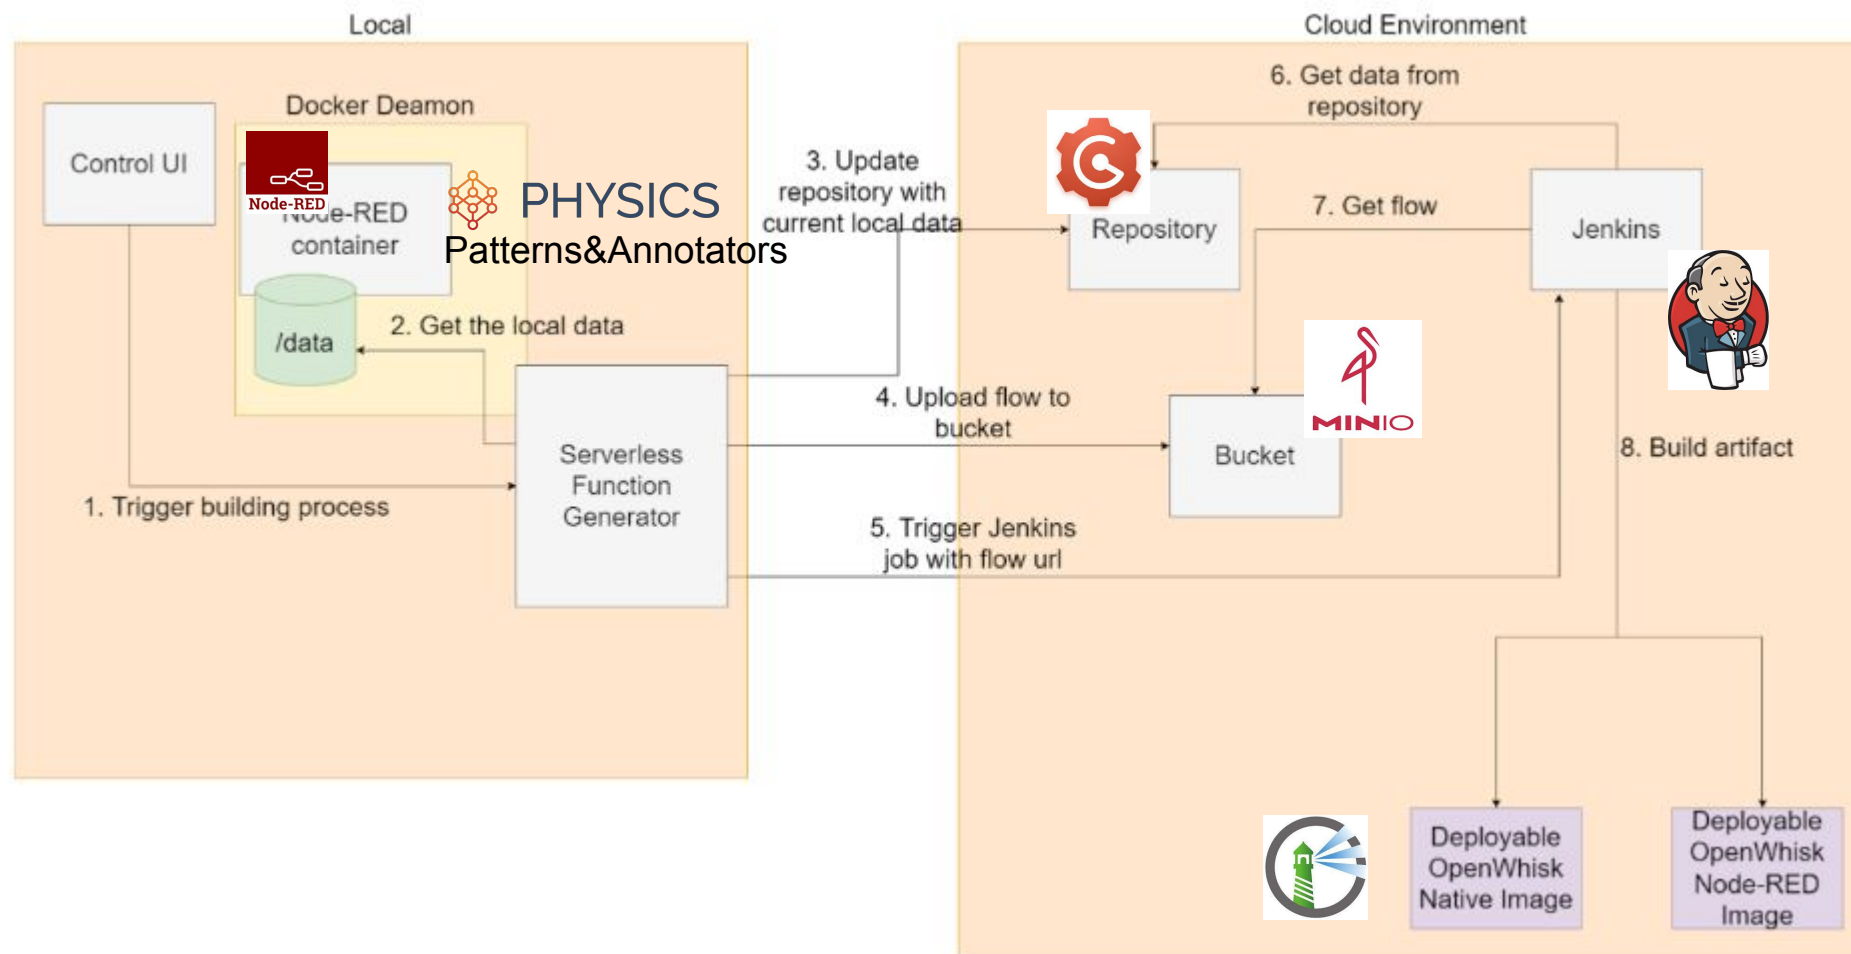 Local
Cloud Environment
Docker Deamon
Control UI
Node-RED
Node-RED
container
PHYSICS
Patterns&Annotators
/data
2. Get the local data
1. Trigger building process
Serverless
Function
Generator
3. Update
repository with
current local data
4. Upload flow to
bucket
5. Trigger Jenkins
job with flow url
6. Get data from
repository
Repository
7. Get flow
Jenkins
MINIO
Bucket
8. Build artifact
Deployable
OpenWhisk
Native Image
Deployable
OpenWhisk
Node-RED
Image